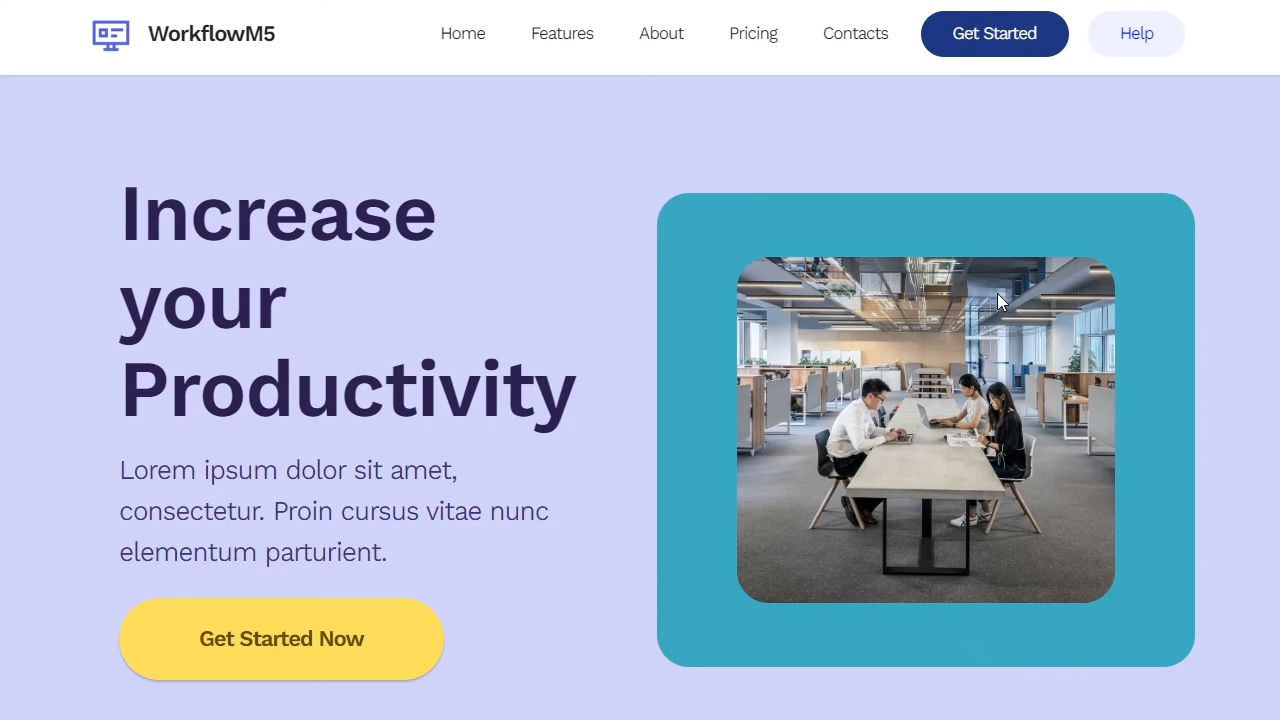 WorkflowM5
Home Features About Pricing Contacts Get Started Help
Increase
your
Productivity
Lorem ipsum dolor sit amet,
consectetur. Proin cursus vitae nunc
elementum parturient.
Get Started Now